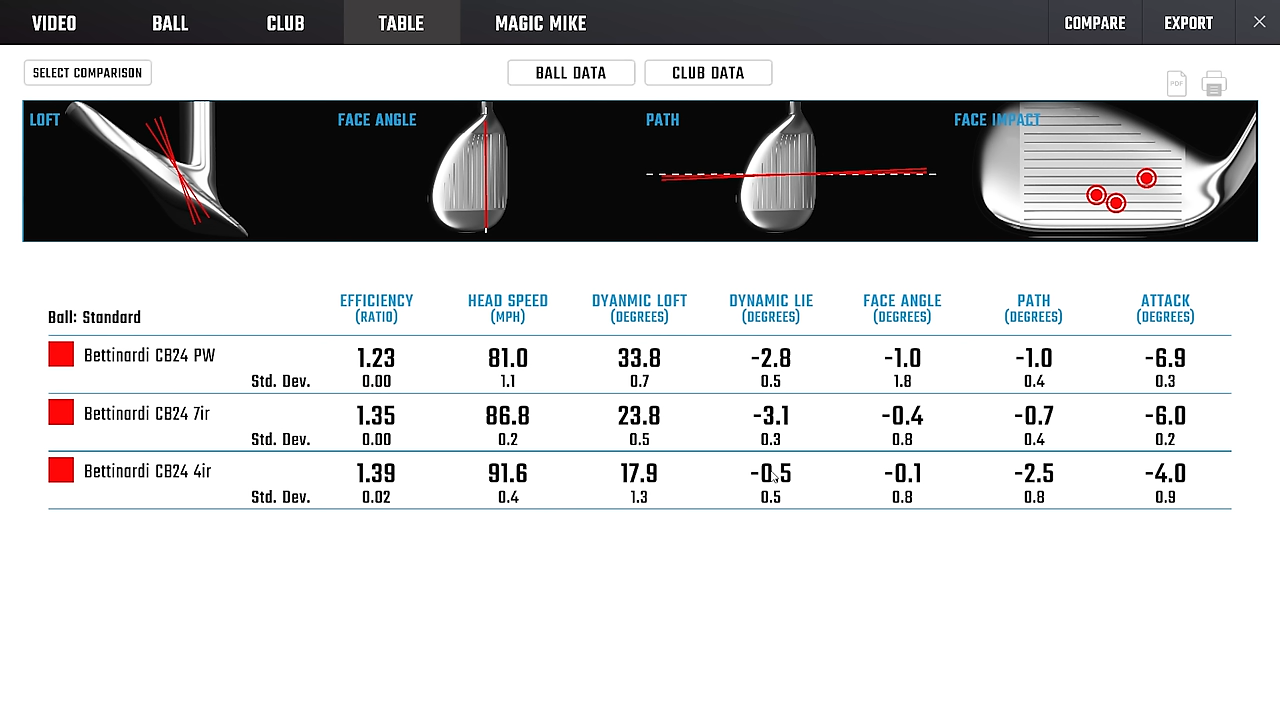 VIDEO BALL CLUB TABLE MAGIC MIKE COMPARE EXPORT ×
SELECT COMPARISON BALL DATA CLUB DATA PDF
LOFT FACE ANGLE PATH FACE IMPACT
EFFICIENCY HEAD SPEED DYANMIC LOFT DYNAMIC LIE FACE ANGLE PATH ATTACK
Ball: Standard (RATIO) (MPH) (DEGREES) (DEGREES) (DEGREES) (DEGREES) (DEGREES)
Bettinardi CB24 PW 1.23 81.0 33.8 -2.8 -1.0 -1.0 -6.9
Std. Dev. 0.00 1.1 0.7 0.5 1.8 0.4 0.3
Bettinardi CB24 7ir 1.35 86.8 23.8 -3.1 -0.4 -0.7 -6.0
Std. Dev. 0.00 0.2 0.5 0.3 0.8 0.4 0.2
Bettinardi CB24 4ir 1.39 91.6 17.9 -0.5 -0.1 -2.5 -4.0
Std. Dev. 0.02 0.4 1.3 0.5 0.8 0.8 0.9